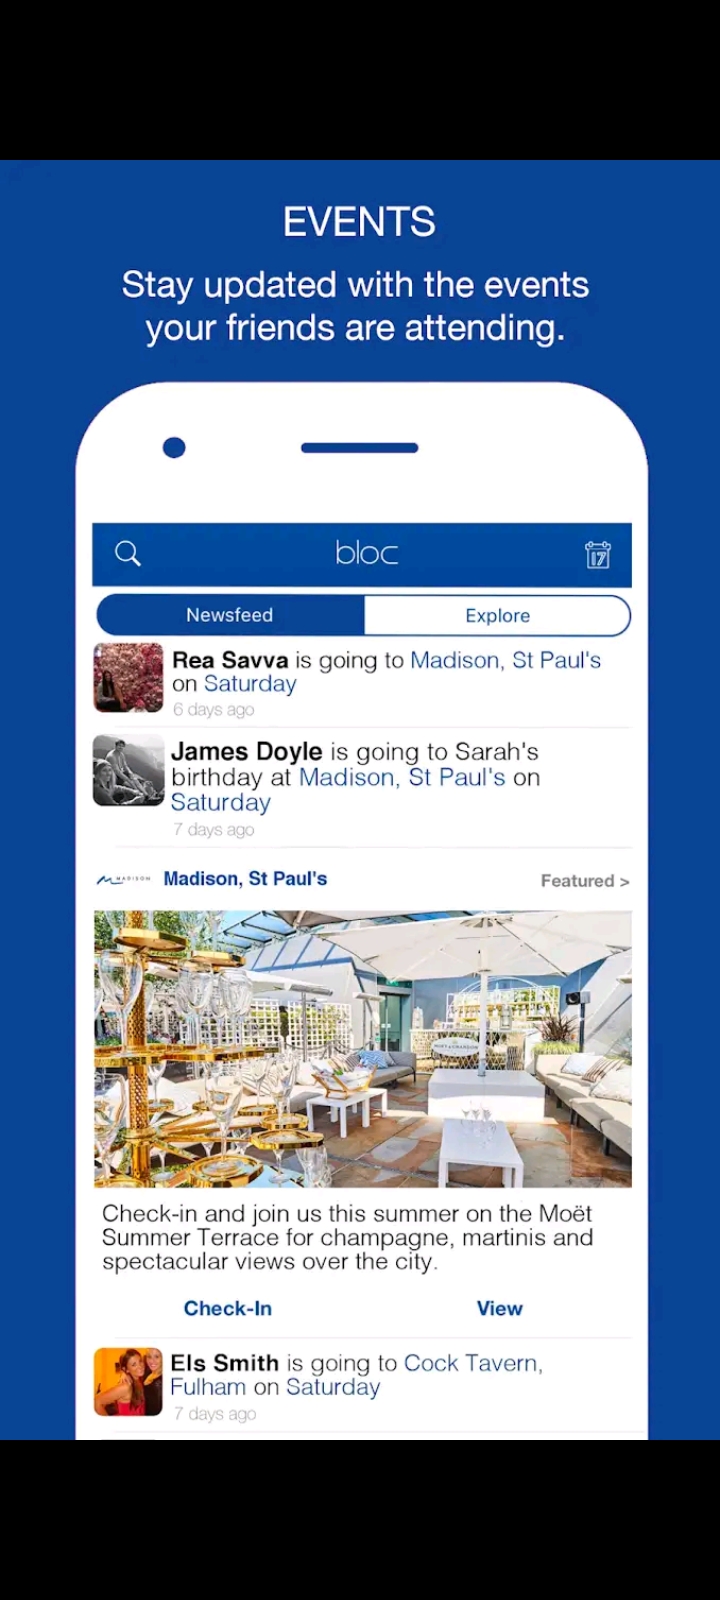 EVENTS
Stay updated with the events
your friends are attending.
bloc
17
Newsfeed
Explore
Rea Savva is going to Madison, St Paul's
on Saturday
6 days ago
James Doyle is going to Sarah's
birthday at Madison, St Paul's on
Saturday
7 days ago
MADISON
Madison, St Paul's
Featured >
MOËT & CHANDON
Check-in and join us this summer on the Moët
Summer Terrace for champagne, martinis and
spectacular views over the city.
Check-In
View
Els Smith is going to Cock Tavern,
Fulham on Saturday
7 days ago